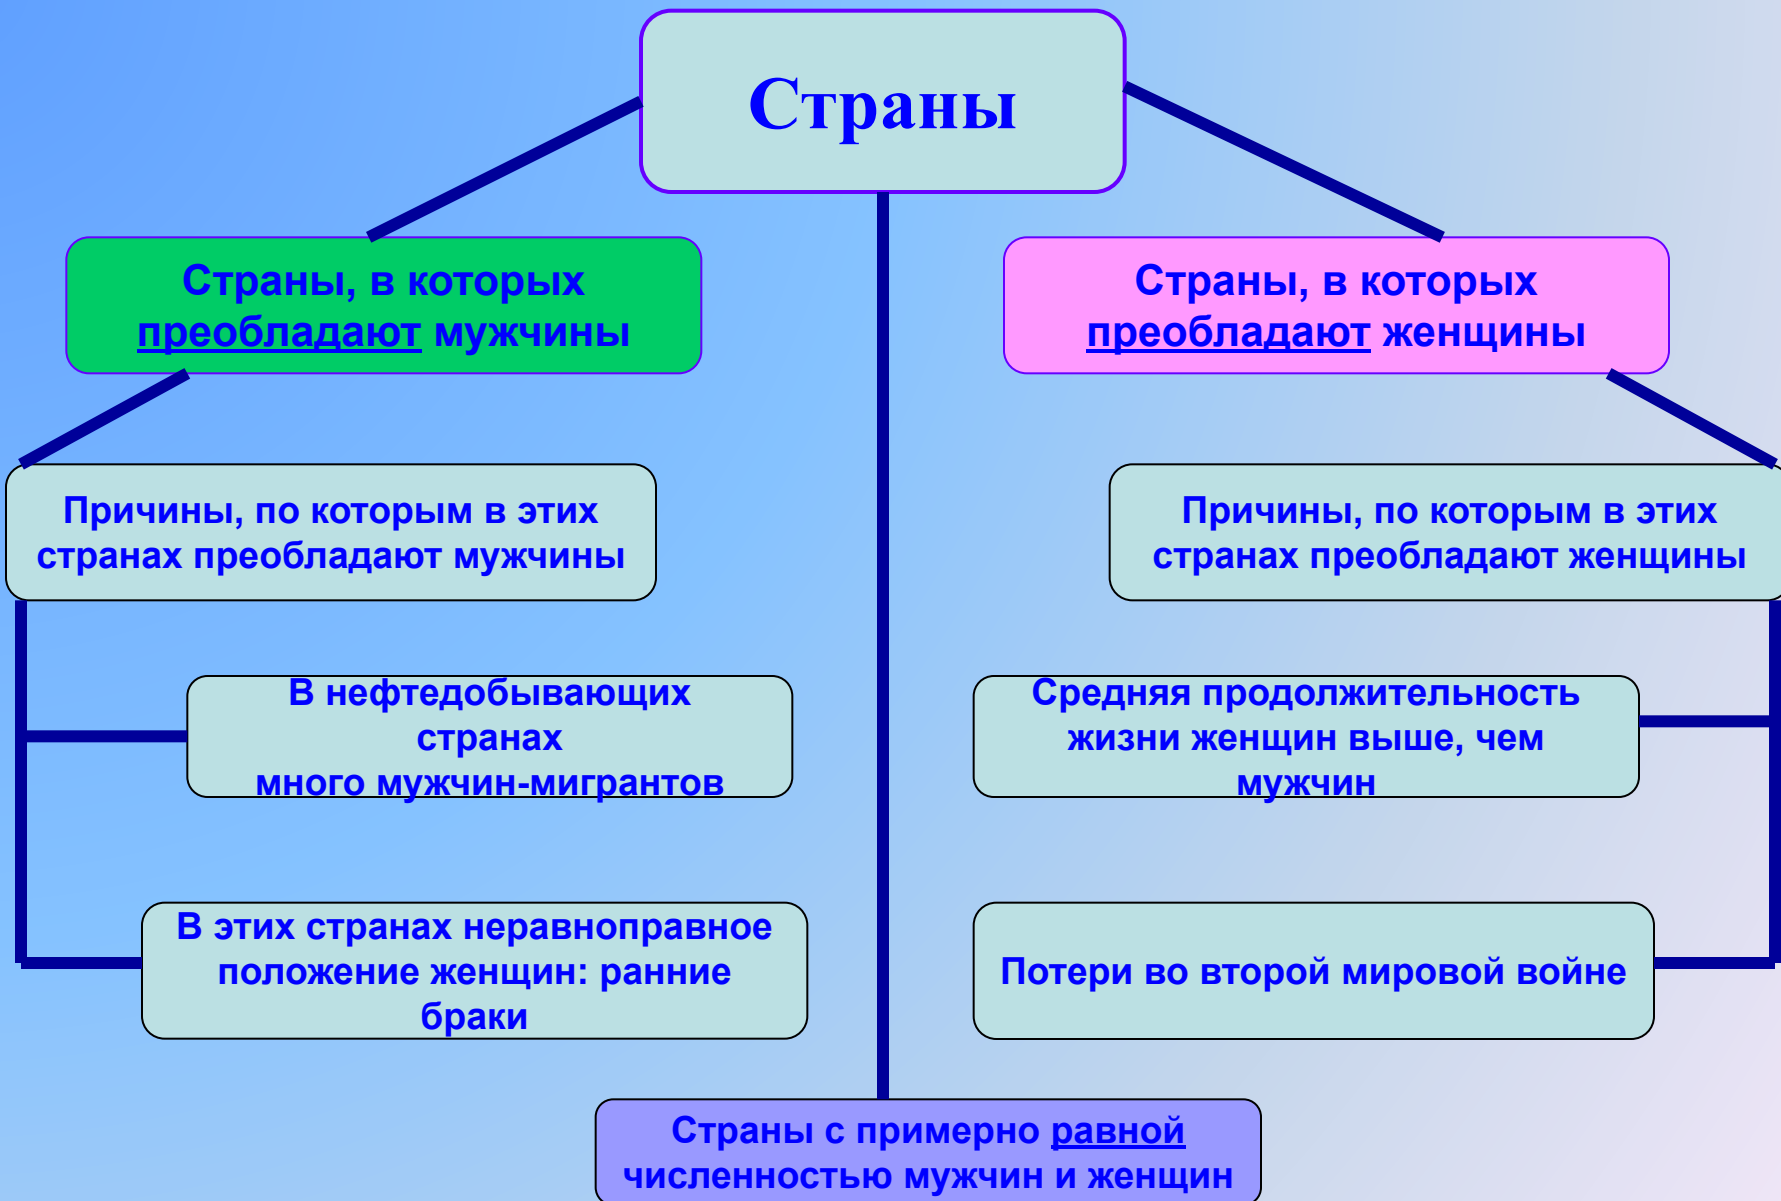 Страны
Страны, в которых
преобладают мужчины
Страны, в которых
преобладают женщины
Причины, по которым в этих
странах преобладают мужчины
Причины, по которым в этих
странах преобладают женщины
В нефтедобывающих
странах
много мужчин-мигрантов
Средняя продолжительность
жизни женщин выше, чем
мужчин
В этих странах неравноправное
положение женщин: ранние
браки
Потери во второй мировой войне
Страны с примерно равной
численностью мужчин и женщин